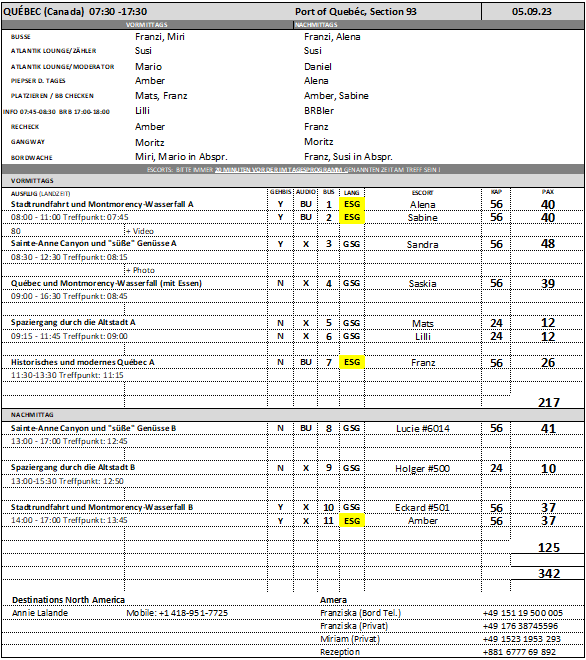 QUÉBEC (Canada) 07:30 -17:30 Port of Quebéc, Section 93 05.09.23
VORMITTAGS NACHMITTAGS
BUSSE Franzi, Miri Franzi, Alena
ATLANTIK LOUNGE/ZÄHLER Susi Susi
ATLANTIK LOUNGE/MODERATOR Mario Daniel
PIEPSER D. TAGES Amber Alena
PLATZIEREN / BB CHECKEN Mats, Franz Amber, Sabine
INFO 07:45-08:30 BRB 17:00-18:00 Lilli BRBler
RECHECK Amber Franz
GANGWAY Moritz Moritz
BORDWACHE Miri, Mario in Abspr. Franz, Susi in Abspr.
ESCORTS: BITTE IMMER 20 MINUTEN VOR DER IM TAGESPROGRAMM GENANNTEN ZEIT AM TREFF SEIN !
VORMITTAGS
AUSFLUG (LANDZEIT) GEHBIS AUDIO BUS LANG ESCORT KAP PAX
Stadtrundfahrt und Montmorency-Wasserfall A Y BU 1 ESG Alena 56 40
08:00 - 11:00 Treffpunkt: 07:45 Y BU 2 ESG Sabine 56 40
80 + Video
Sainte-Anne Canyon und "süße" Genüsse A Y X 3 GSG Sandra 56 48
08:30 - 12:30 Treffpunkt: 08:15
+ Photo
Québec und Montmorency-Wasserfall (mit Essen) N X 4 GSG Saskia 56 39
09:00 - 16:30 Treffpunkt: 08:45
Spaziergang durch die Altstadt A N X 5 GSG Mats 24 12
09:15 - 11:45 Treffpunkt: 09:00 N X 6 GSG Lilli 24 12
Historisches und modernes Québec A N BU 7 ESG Franz 56 26
11:30-13:30 Treffpunkt: 11:15
217
NACHMITTAG
Sainte-Anne Canyon und "süße" Genüsse B N BU 8 GSG Lucie #6014 56 41
13:00 - 17:00 Treffpunkt: 12:45
Spaziergang durch die Altstadt B N X 9 GSG Holger #500 24 10
13:00-15:30 Treffpunkt: 12:50
Stadtrundfahrt und Montmorency-Wasserfall B Y X 10 GSG Eckard #501 56 37
14:00 - 17:00 Treffpunkt: 13:45 Y X 11 ESG Amber 56 37
125
342
Destinations North America Amera
Annie Lalande Mobile: +1 418-951-7725 Franziska (Bord Tel.) +49 151 19 500 005
Franziska (Privat) +49 176 38745596
Miriam (Privat) +49 1523 1953 293
Rezeption +881 6777 69 892